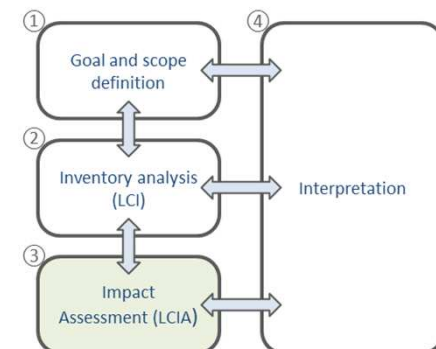 ①
Goal and scope
definition
②
Inventory analysis
(LCI)
③
Impact
Assessment (LCIA)
④
Interpretation